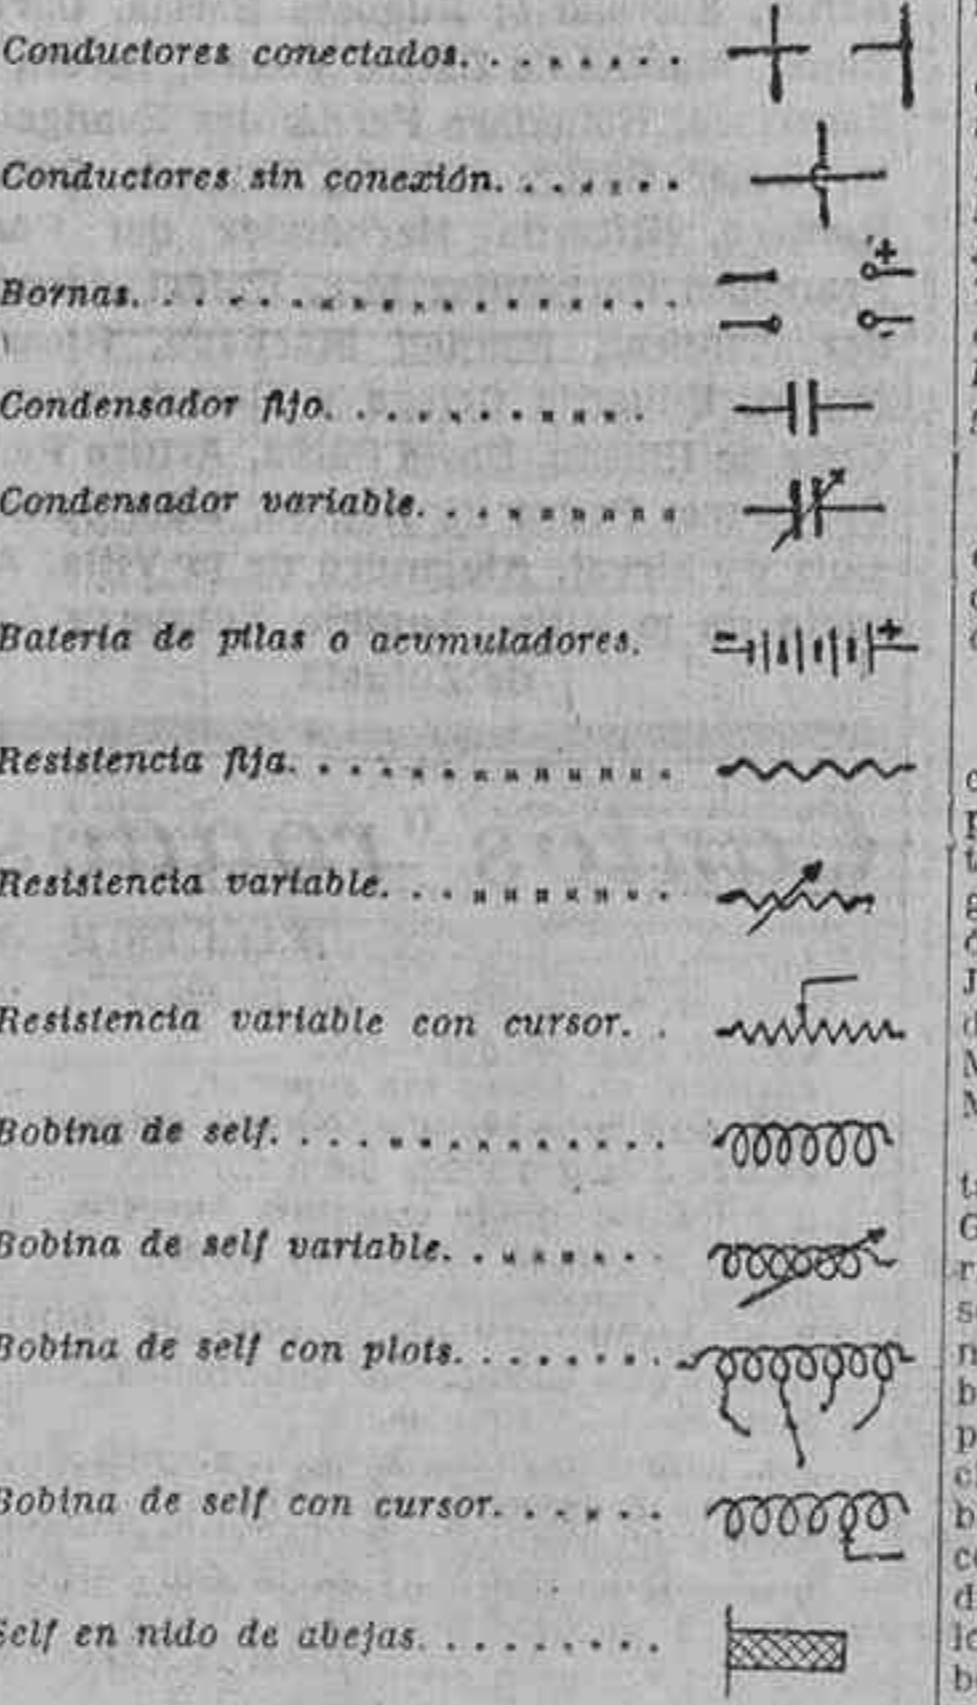 Conductores conectados. . . . . . . .
Conductores sin conexión. . . . . . .
Bornas. . . . . . . . . . . . . . . . . .
+
-
Condensador fijo. . . . . . . . . . .
Condensador variable. . . . . . . . .
Batería de pilas o acumuladores.
- +
Resistencia fija. . . . . . . . . . . . .
Resistencia variable. . . . . . . . . .
Resistencia variable con cursor. .
Bobina de self. . . . . . . . . . . . . .
Bobina de self variable. . . . . . .
Bobina de self con plots. . . . . . . .
Bobina de self con cursor. . . . . .
Self en nido de abejas. . . . . . . . .